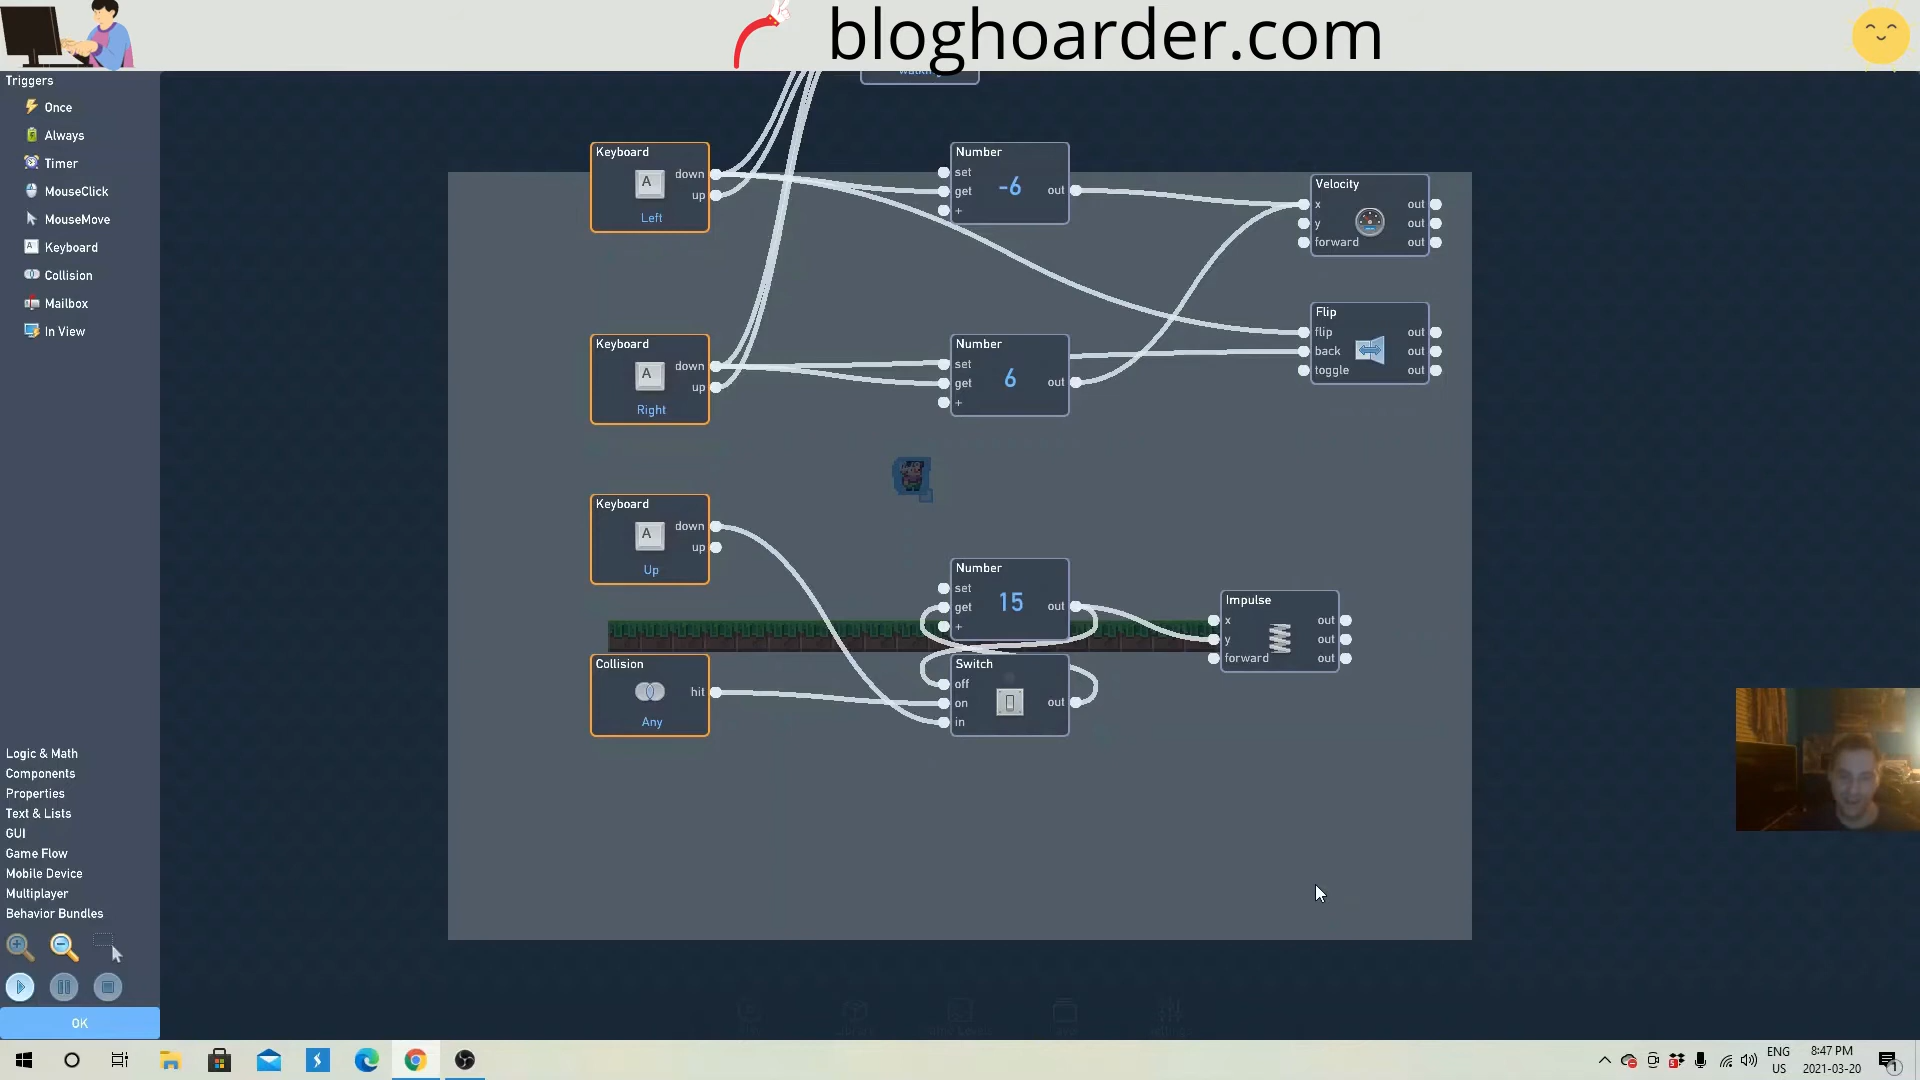 bloghoarder.com
Triggers
Once
Always
Timer
MouseClick
MouseMove
Keyboard
Collision
Mailbox
In View
Logic & Math
Components
Properties
Text & Lists
GUI
Game Flow
Mobile Device
Multiplayer
Behavior Bundles
OK
Keyboard
A
down
up
Left
Number
set
get
+
-6
out
Velocity
x
y
forward
out
out
out
Flip
flip
back
toggle
out
out
out
Keyboard
A
down
up
Right
Number
set
get
+
6
out
Keyboard
A
down
up
Up
Number
set
get
+
15
out
Impulse
x
y
forward
out
out
out
Collision
hit
Any
Switch
off
on
in
out
ENG
US
8:47 PM
2021-03-20
1